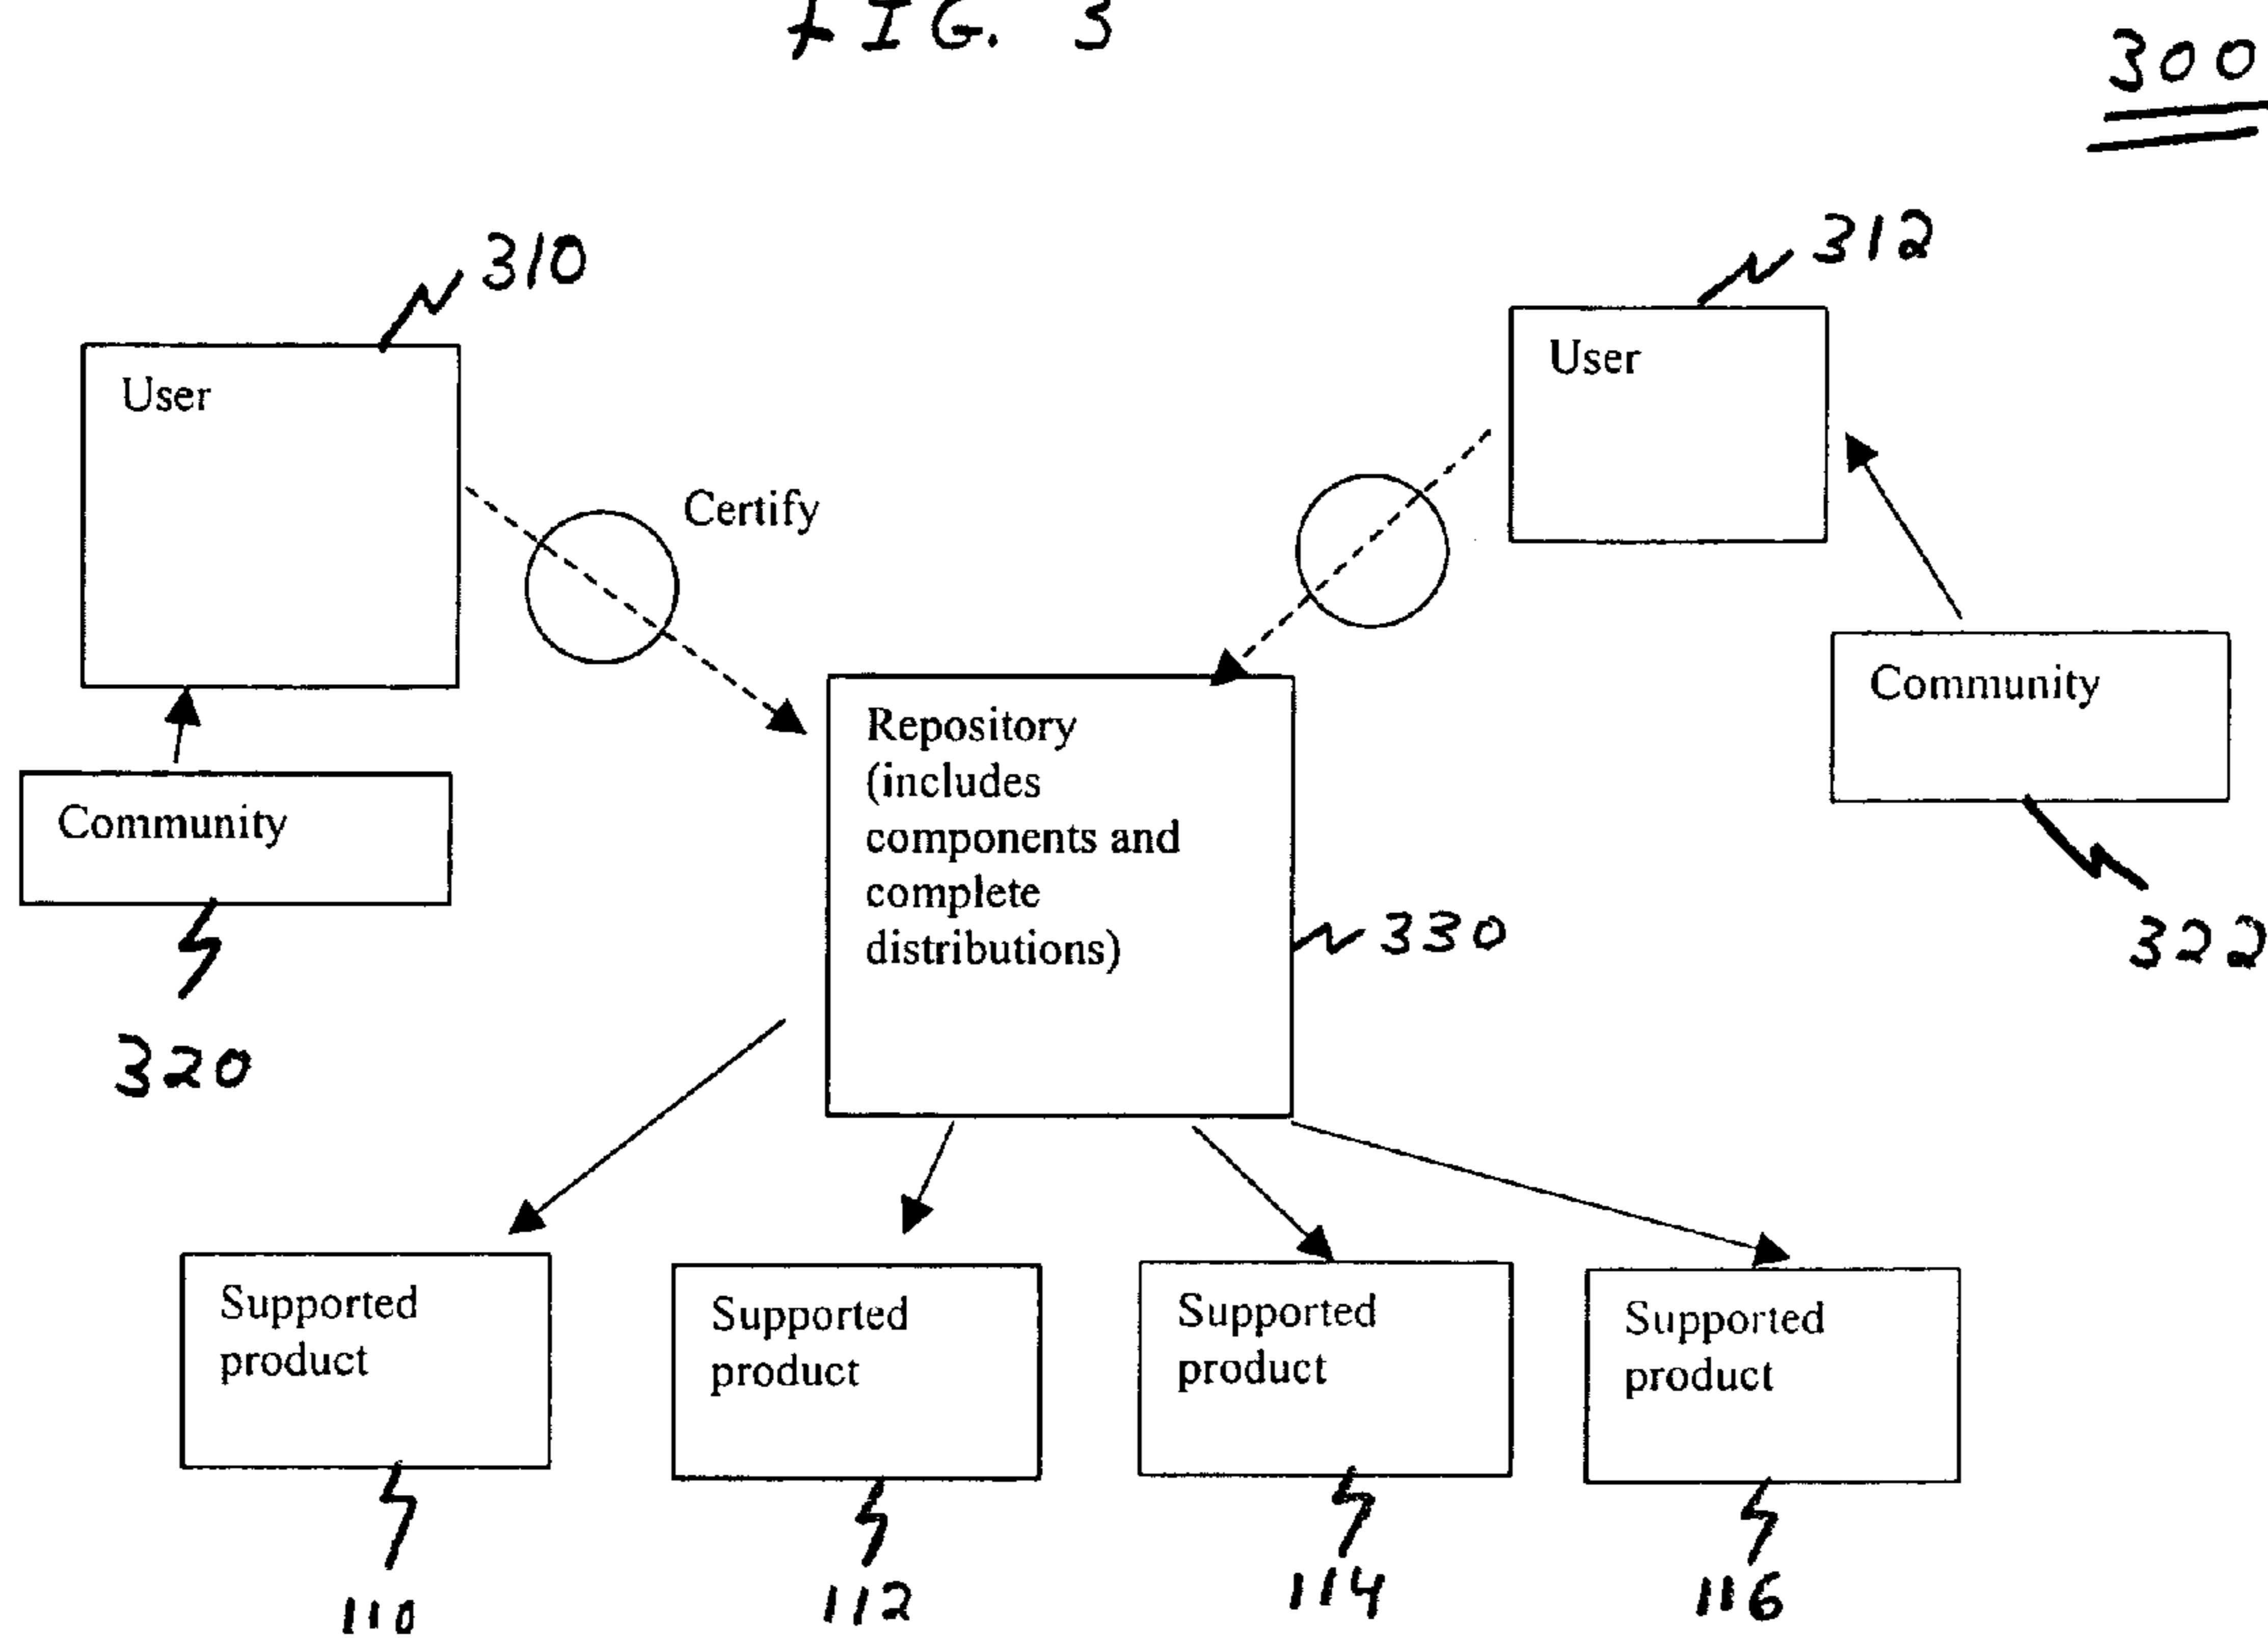 FIG. 3
300
310
312
User
User
Certify
Community
Repository
(includes
components and
complete
distributions)
Community
330
322
320
Supported
product
Supported
product
Supported
product
Supported
product
110
112
114
116